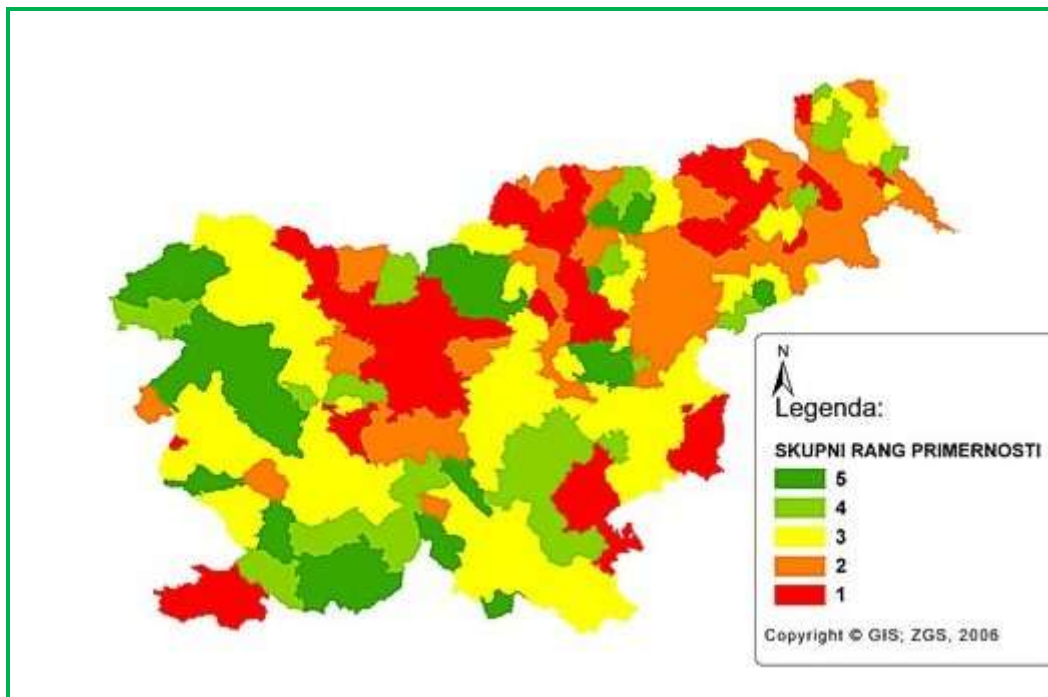 N
Legenda:
SKUPNI RANG PRIMERNOSTI
5
4
3
2
1
Copyright © GIS; ZGS, 2006